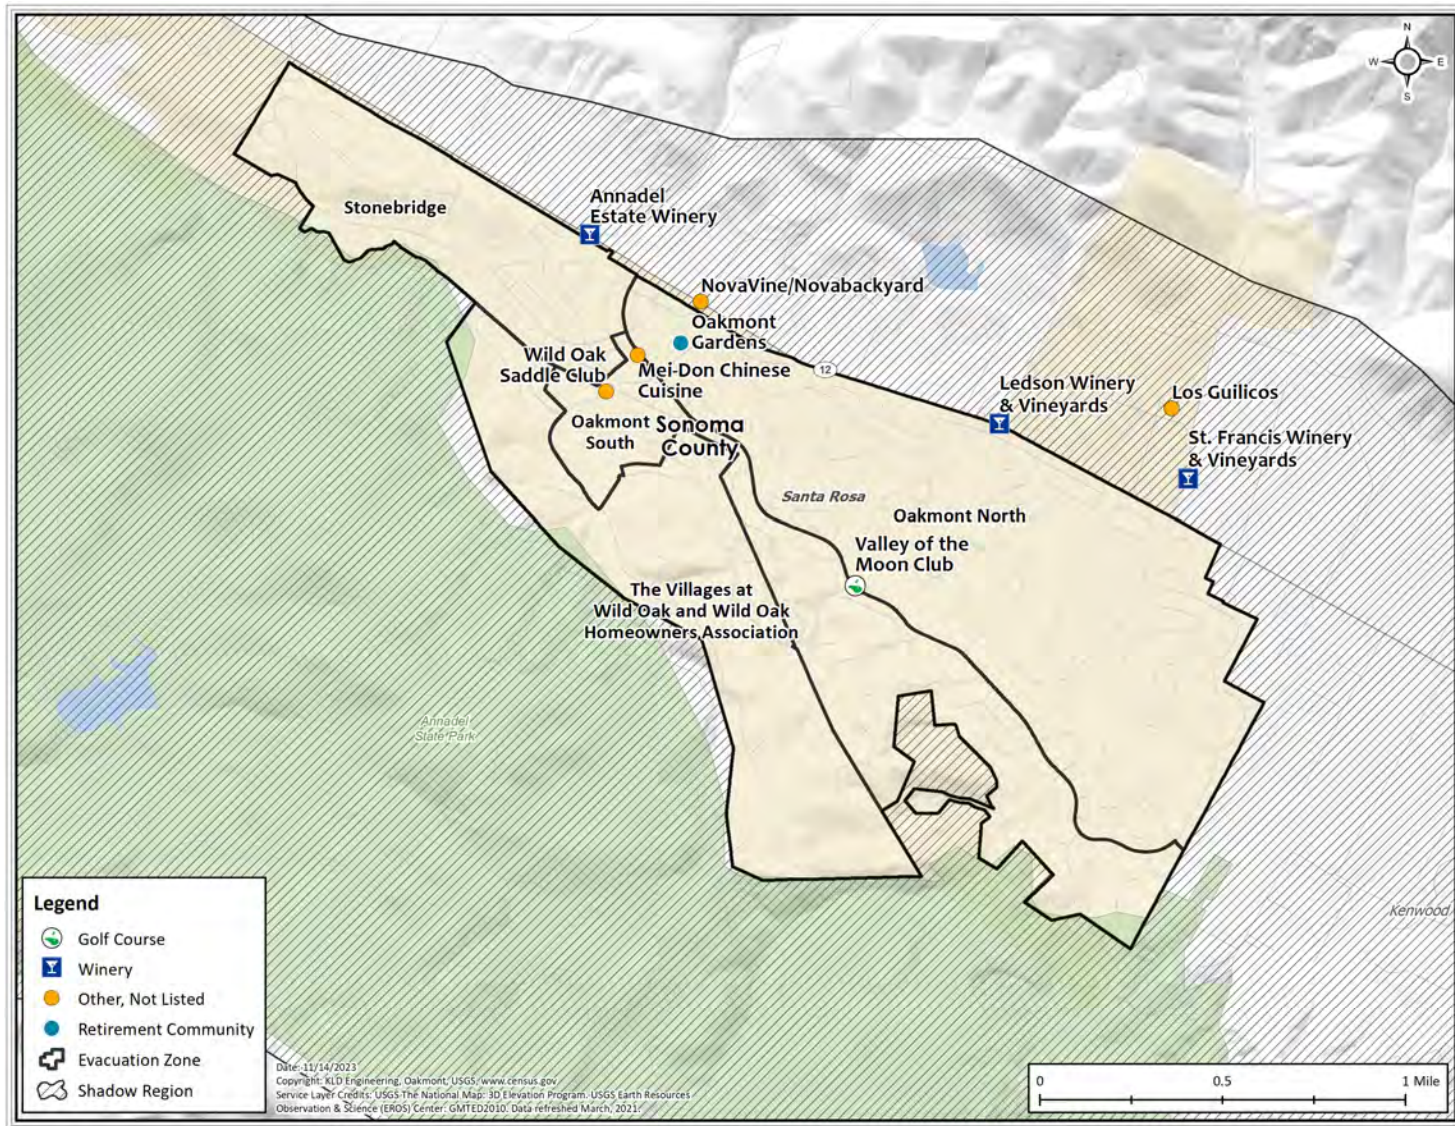 N
W
E
S
Stonebridge
Annadel
Estate Winery
NovaVine/Novabackyard
Oakmont
Gardens
Wild Oak
Saddle Club
Mei-Don Chinese
Cuisine
12
Ledson Winery
& Vineyards
Los Guilicos
Oakmont
South
Sonoma
County
St. Francis Winery
& Vineyards
Santa Rosa
Oakmont North
Valley of the
Moon Club
The Villages at
Wild Oak and Wild Oak
Homeowners Association
Annadel
State Park
Kenwood
Legend
Golf Course
Winery
Other, Not Listed
Retirement Community
Evacuation Zone
Shadow Region
Date: 11/14/2023
Copyright: KLD Engineering, Oakmont, USGS, www.census.gov
Service Layer Credits: USGS The National Map: 3D Elevation Program. USGS Earth Resources
Observation & Science (EROS) Center: GMTED2010. Data refreshed March, 2021.
0
0.5
1 Mile